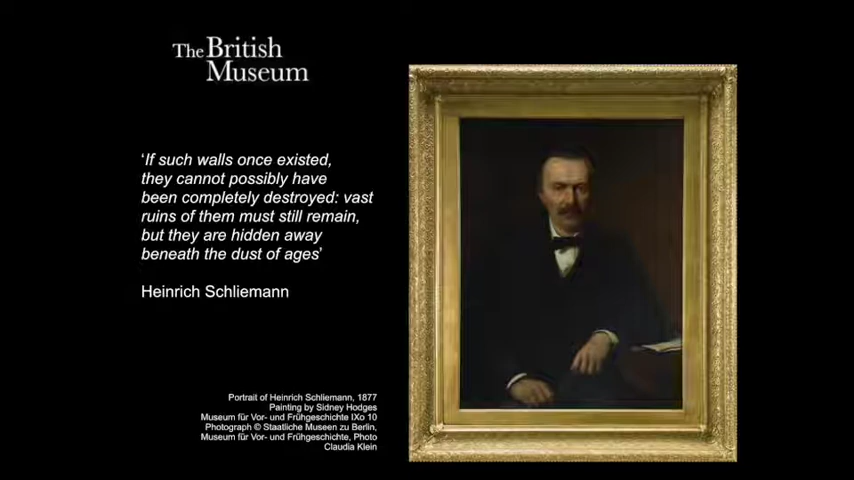 The British
Museum
‘If such walls once existed,
they cannot possibly have
been completely destroyed: vast
ruins of them must still remain,
but they are hidden away
beneath the dust of ages’
Heinrich Schliemann
Portrait of Heinrich Schliemann, 1877
Painting by Sidney Hodges
Museum für Vor- und Frühgeschichte IXo 10
Photograph © Staatliche Museen zu Berlin,
Museum für Vor- und Frühgeschichte, Photo
Claudia Klein